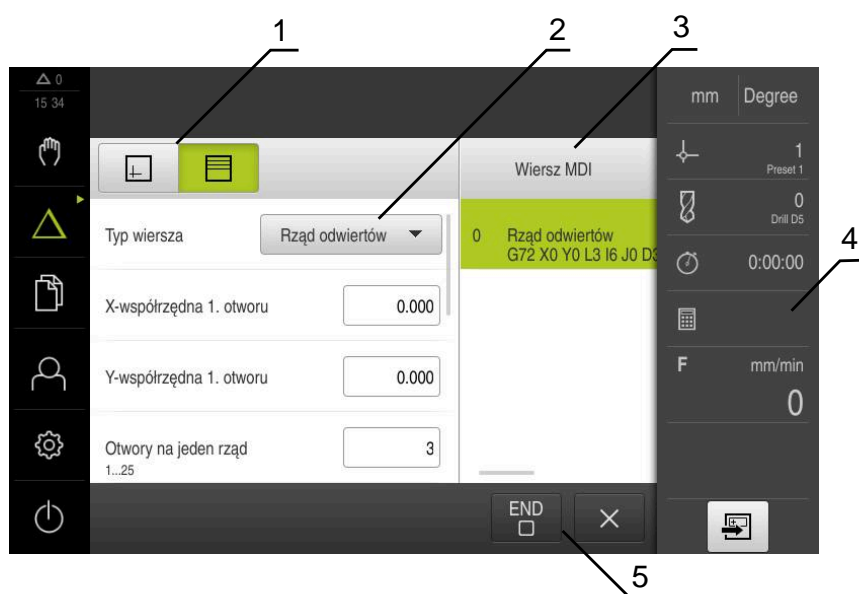 1
2
3
0
15 34
mm Degree
1
Preset 1
Wiersz MDI
0
Drill D5
Typ wiersza
Rząd odwiertów
0 Rząd odwiertów
G72 X0 Y0 L3 I6 J0
4
0:00:00
X-współrzędna 1. otworu
0.000
F mm/min
0
Y-współrzędna 1. otworu
0.000
Otwory na jeden rząd
1...25
3
END
5